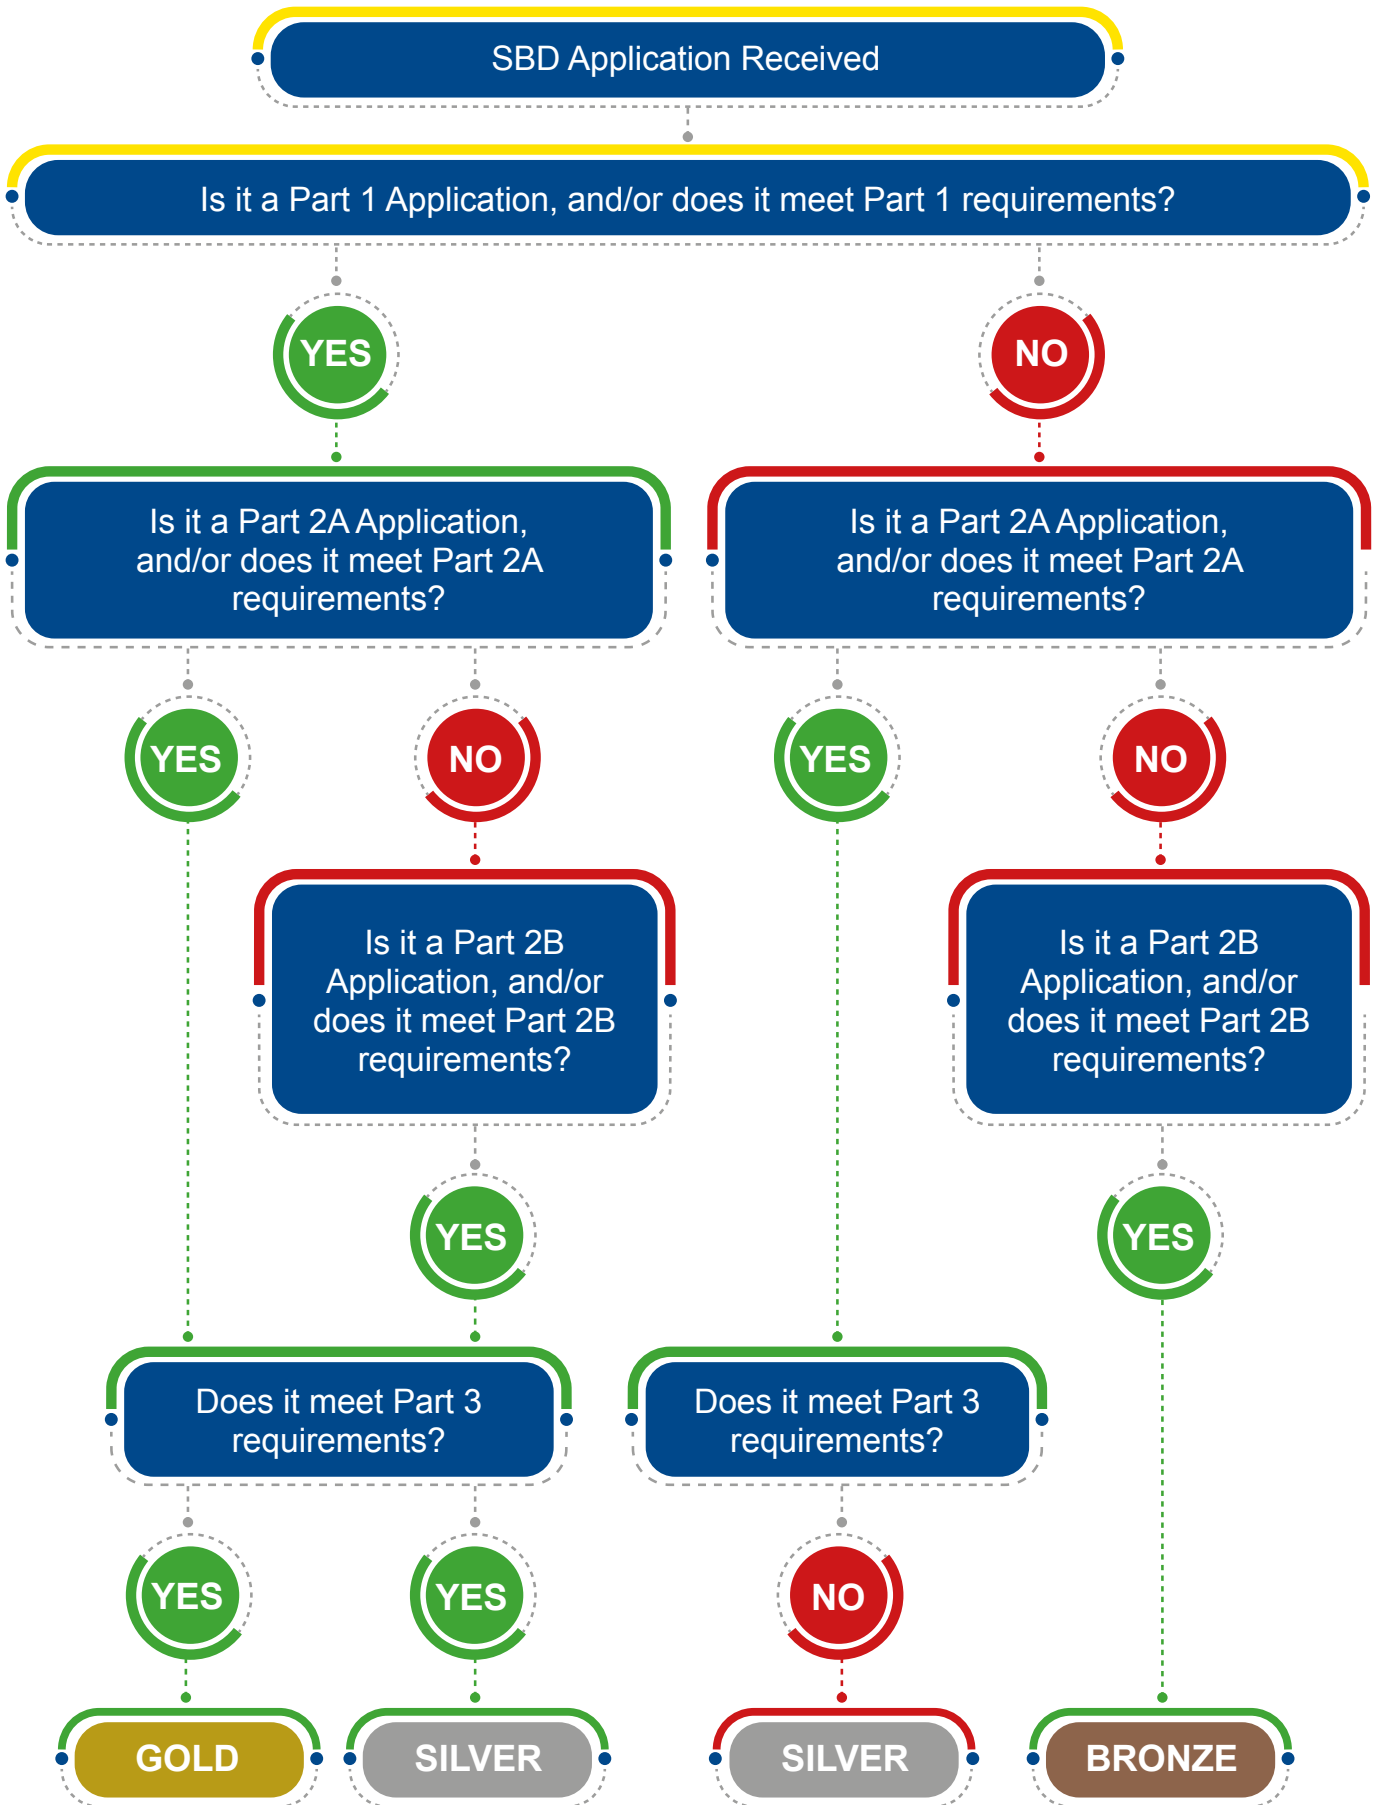 SBD Application Received
Is it a Part 1 Application, and/or does it meet Part 1 requirements?
YES
NO
Is it a Part 2A Application,
and/or does it meet Part 2A
requirements?
Is it a Part 2A Application,
and/or does it meet Part 2A
requirements?
YES
NO
YES
NO
Is it a Part 2B
Application, and/or
does it meet Part 2B
requirements?
Is it a Part 2B
Application, and/or
does it meet Part 2B
requirements?
YES
YES
Does it meet Part 3
requirements?
Does it meet Part 3
requirements?
YES
YES
NO
GOLD
SILVER
SILVER
BRONZE